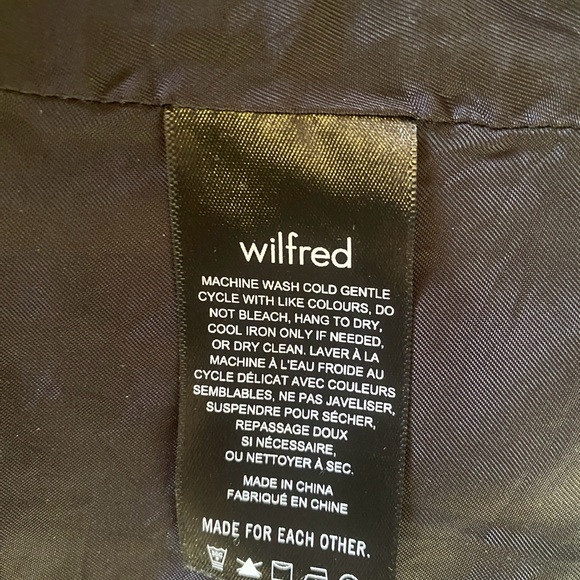 wilfred
MACHINE WASH COLD GENTLE
CYCLE WITH LIKE COLOURS, DO
NOT BLEACH, HANG TO DRY,
COOL IRON ONLY IF NEEDED,
OR DRY CLEAN. LAVER À LA
MACHINE À L'EAU FROIDE AU
CYCLE DÉLICAT AVEC COULEURS
SEMBLABLES, NE PAS JAVELISER,
SUSPENDRE POUR SÉCHER,
REPASSAGE DOUX
SI NÉCESSAIRE,
OU NETTOYER À SEC.
MADE IN CHINA
FABRIQUÉ EN CHINE
MADE FOR EACH OTHER.